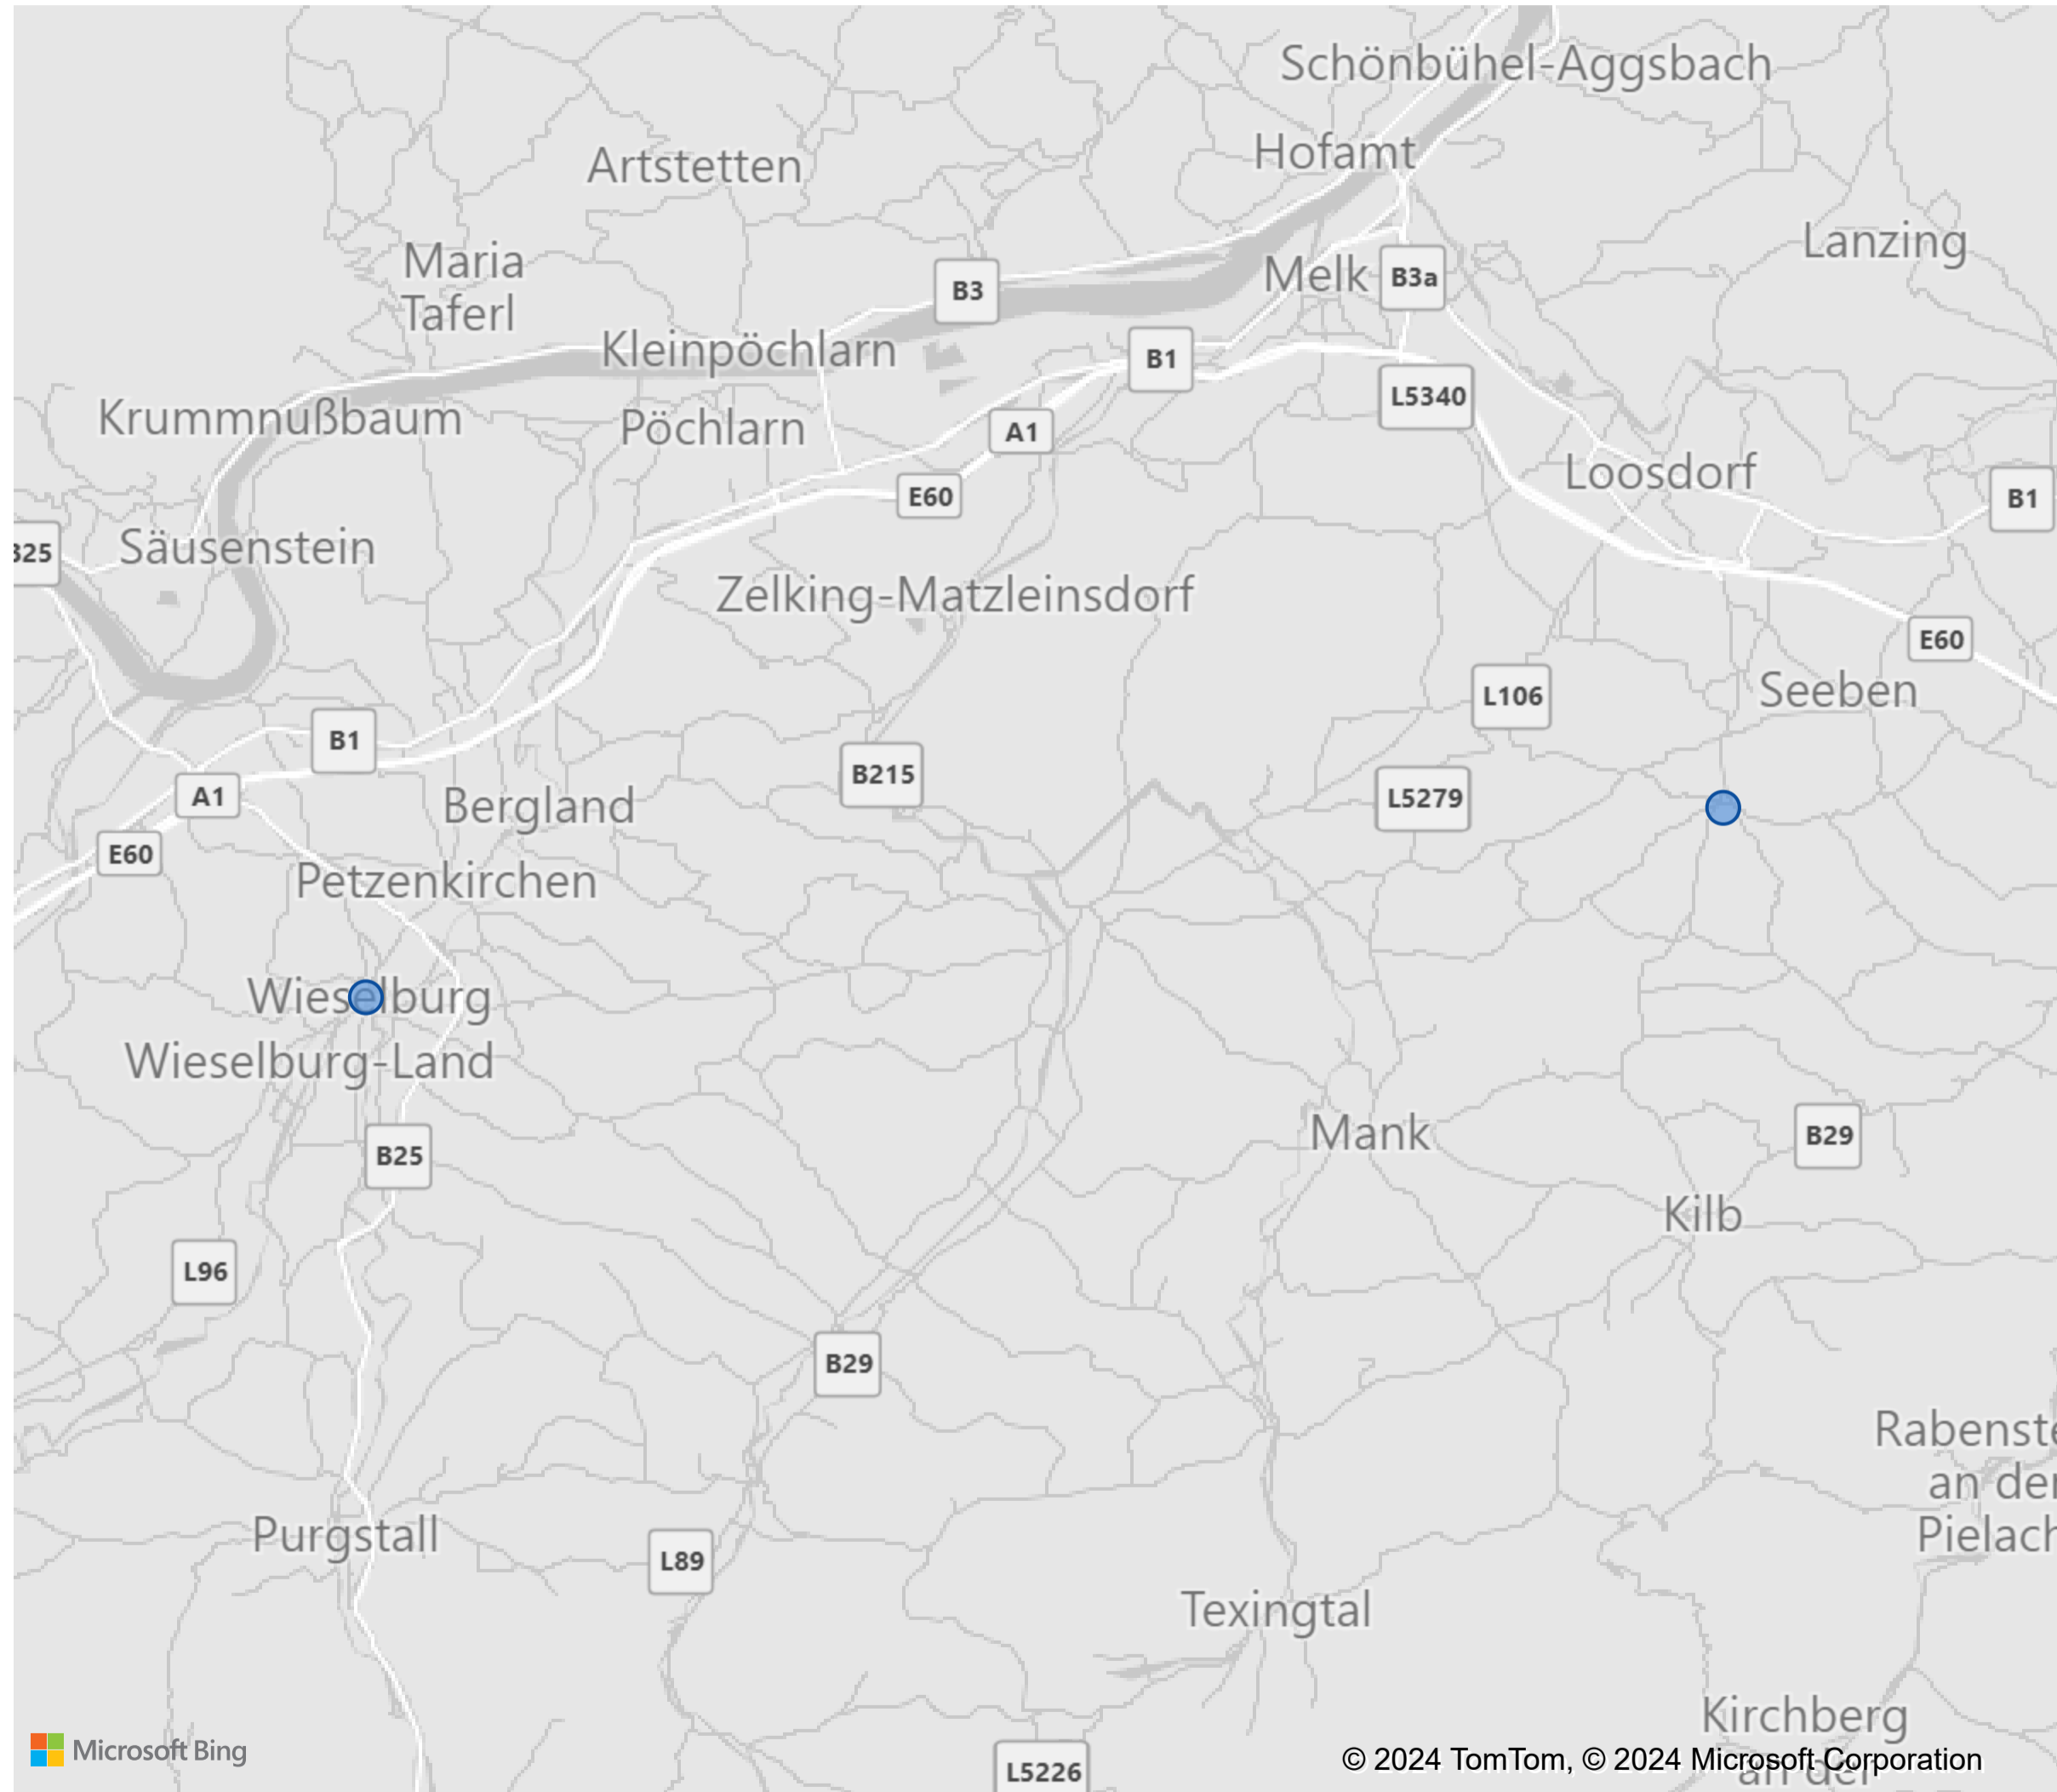 Schönbühel-Aggsbach
Hofamt
Artstetten
Lanzing
Maria
Taferl
B3
Melk
B3a
Kleinpöchlarn
B1
L5340
Krummnußbaum
Pöchlarn
A1
Loosdorf
E60
B1
B25
Säusenstein
Zelking-Matzleinsdorf
E60
L106
Seeben
B1
B215
A1
Bergland
L5279
E60
Petzenkirchen
Wieselburg
Wieselburg-Land
Mank
B29
B25
Kilb
L96
B29
Rabenste
an der
Pielach
Purgstall
L89
Texingtal
Kirchberg
an der
Microsoft Bing
L5226
© 2024 TomTom, © 2024 Microsoft Corporation